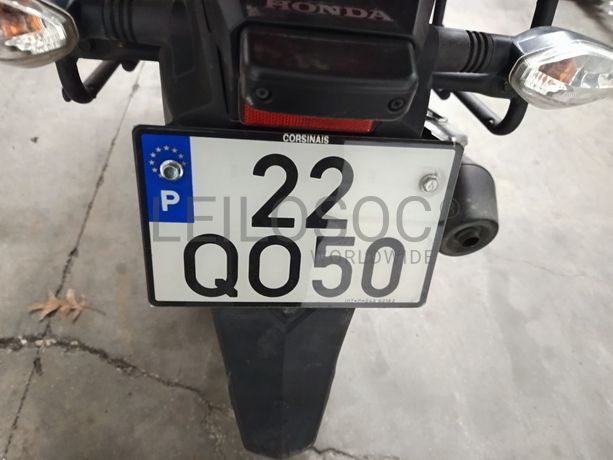 HONDA
CORSINAIS
P
22
QO50
LEILOSOC
WORLDWIDE